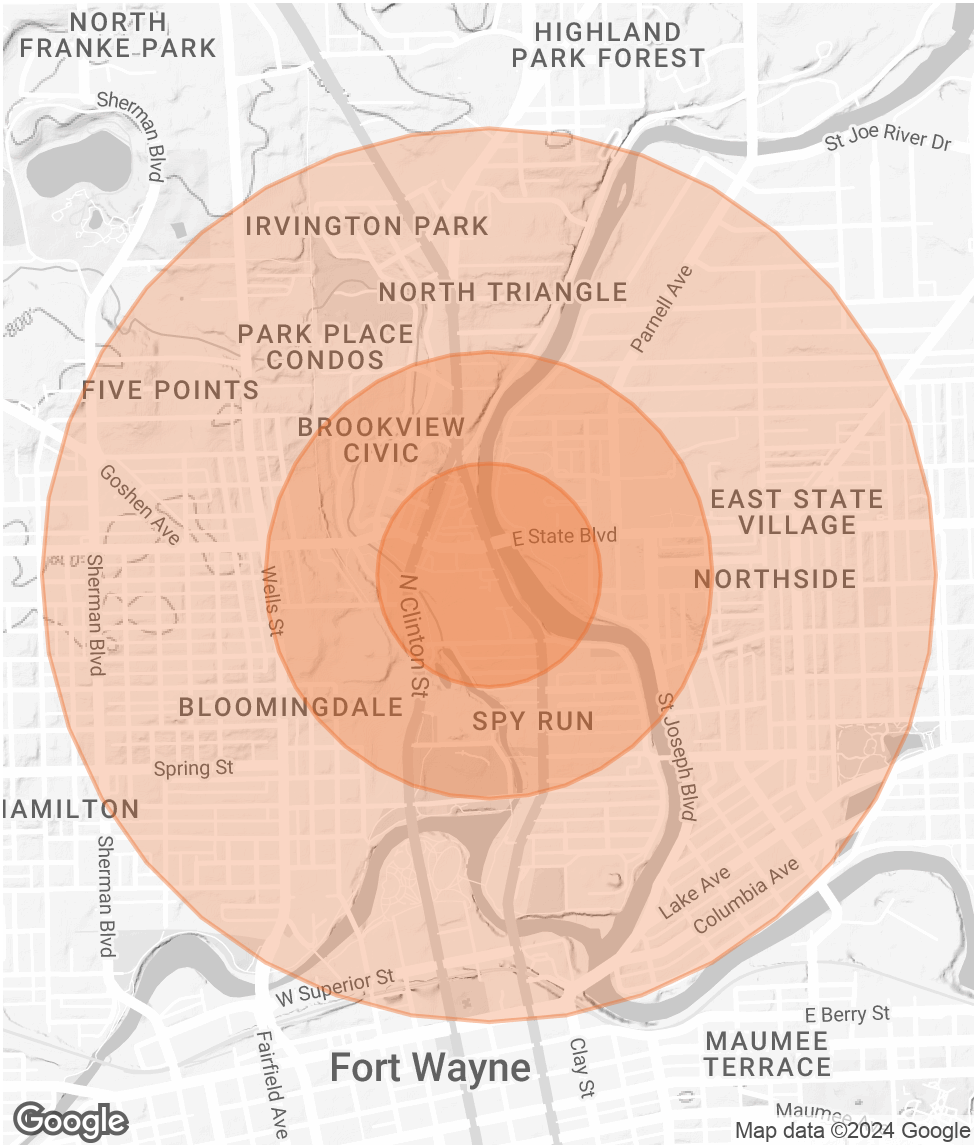 NORTH
FRANKE PARK
HIGHLAND
PARK FOREST
Sherman Blvd
St Joe River Dr
IRVINGTON PARK
NORTH TRIANGLE
Parnell Ave
800'
PARK PLACE
CONDOS
FIVE POINTS
BROOKVIEW
CIVIC
Goshen Ave
EAST STATE
VILLAGE
E State Blvd
NORTHSIDE
Sherman Blvd
Wells St
N Clinton St
BLOOMINGDALE
SPY RUN
St Joseph Blvd
Spring St
HAMILTON
Sherman Blvd
Lake Ave
Columbia Ave
W Superior St
E Berry St
MAUMEE
TERRACE
Fairfield Ave
Fort Wayne
Clay St
Google
Maumee Ave
Map data ©2024 Google